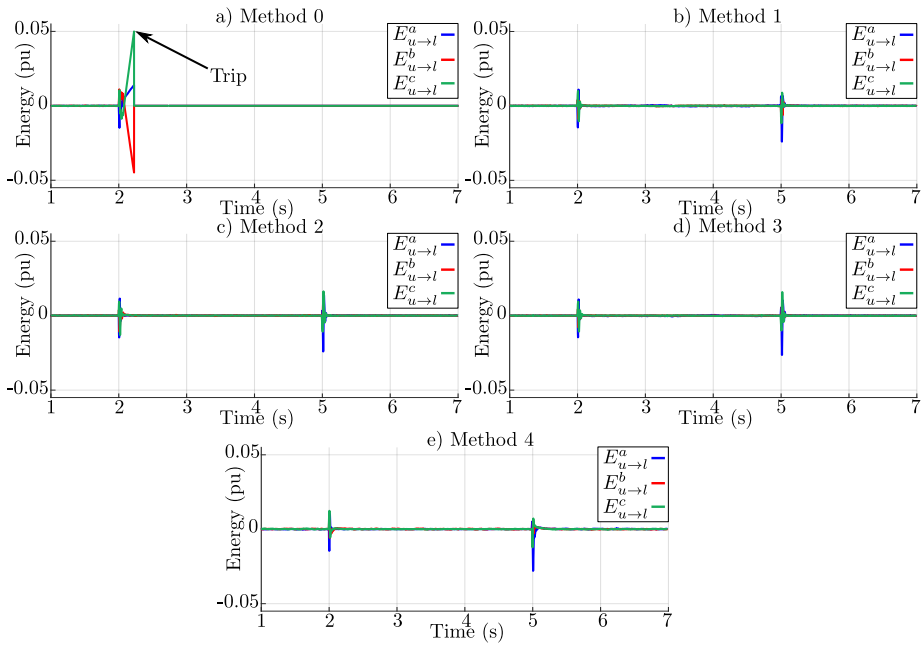 a) Method 0
Energy (pu)
0.05
0
-0.05
Trip
E^a_{u→l}
E^b_{u→l}
E^c_{u→l}
1 2 3 4 5 6 7
Time (s)
b) Method 1
Energy (pu)
0.05
0
-0.05
E^a_{u→l}
E^b_{u→l}
E^c_{u→l}
1 2 3 4 5 6 7
Time (s)
c) Method 2
Energy (pu)
0.05
0
-0.05
E^a_{u→l}
E^b_{u→l}
E^c_{u→l}
1 2 3 4 5 6 7
Time (s)
d) Method 3
Energy (pu)
0.05
0
-0.05
E^a_{u→l}
E^b_{u→l}
E^c_{u→l}
1 2 3 4 5 6 7
Time (s)
e) Method 4
Energy (pu)
0.05
0
-0.05
E^a_{u→l}
E^b_{u→l}
E^c_{u→l}
1 2 3 4 5 6 7
Time (s)